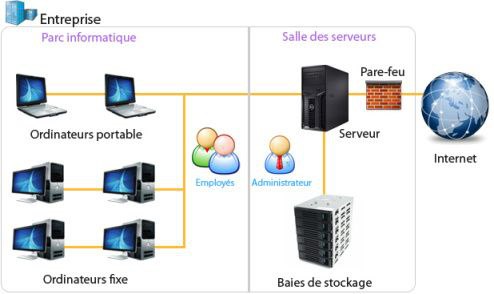 Entreprise
Parc informatique
Salle des serveurs
Pare-feu
Ordinateurs portable
Serveur
Internet
Employés
Administrateur
Ordinateurs fixe
Baies de stockage